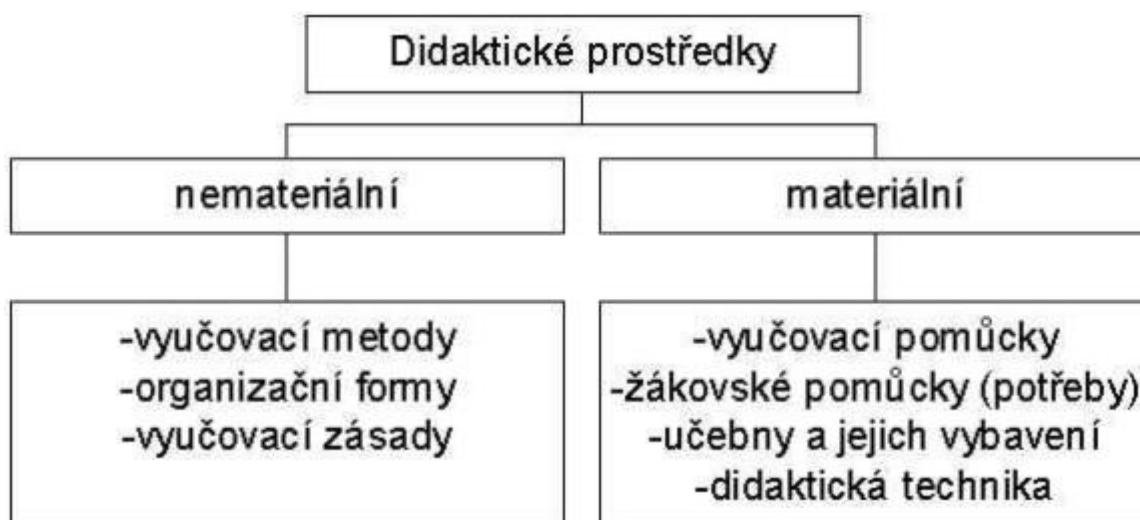 Didaktické prostředky
nemateriální
materiální
-vyučovací metody
-organizační formy
-vyučovací zásady
-vyučovací pomůcky
-žákovské pomůcky (potřeby)
-učebny a jejich vybavení
-didaktická technika